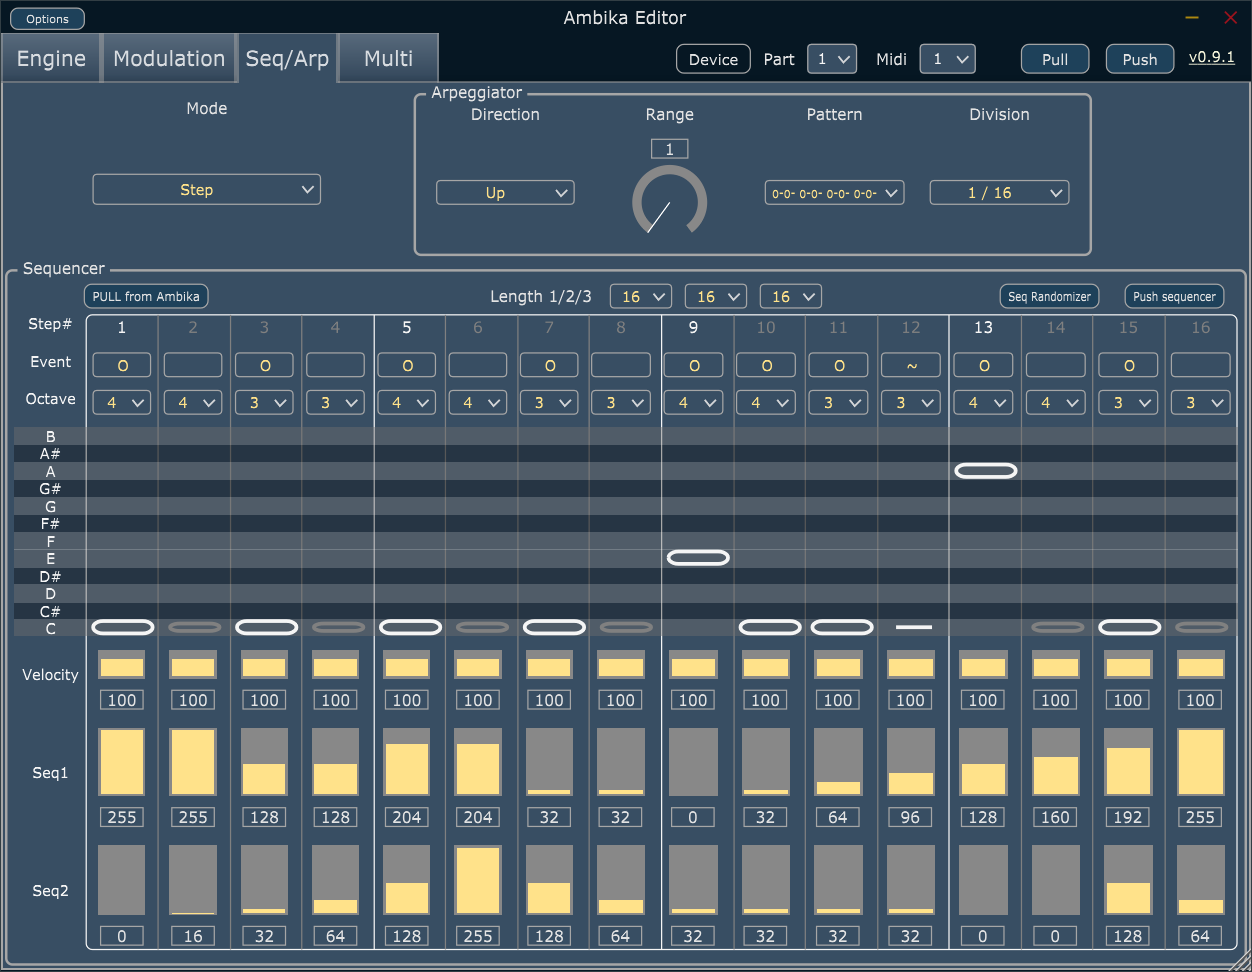 Options Ambika Editor
Engine Modulation Seq/Arp Multi Device Part 1 Midi 1 Pull Push v0.9.1
Mode
Step
Arpeggiator
Direction Range Pattern Division
1
Up o-o- o-o- o-o- o-o- 1 / 16
Sequencer
PULL from Ambika Length 1/2/3 16 16 16 Seq Randomizer Push sequencer
Step# 1 2 3 4 5 6 7 8 9 10 11 12 13 14 15 16
Event O O O O O O O ~ O O
Octave 4 4 3 3 4 4 3 3 4 4 3 3 4 4 3 3
B
A#
A
G#
G
F#
F
E
D#
D
C#
C
Velocity
100 100 100 100 100 100 100 100 100 100 100 100 100 100 100 100
Seq1
255 255 128 128 204 204 32 32 0 32 64 96 128 160 192 255
Seq2
0 16 32 64 128 255 128 64 32 32 32 32 0 0 128 64